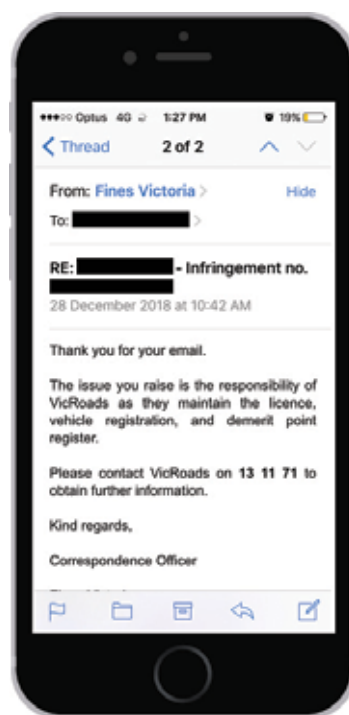 Optus 4G 1:27 PM 19%
Thread 2 of 2
From: Fines Victoria Hide
To:
RE: - Infringement no.
28 December 2018 at 10:42 AM
Thank you for your email.
The issue you raise is the responsibility of
VicRoads as they maintain the licence,
vehicle registration, and demerit point
register.
Please contact VicRoads on 13 11 71 to
obtain further information.
Kind regards,
Correspondence Officer